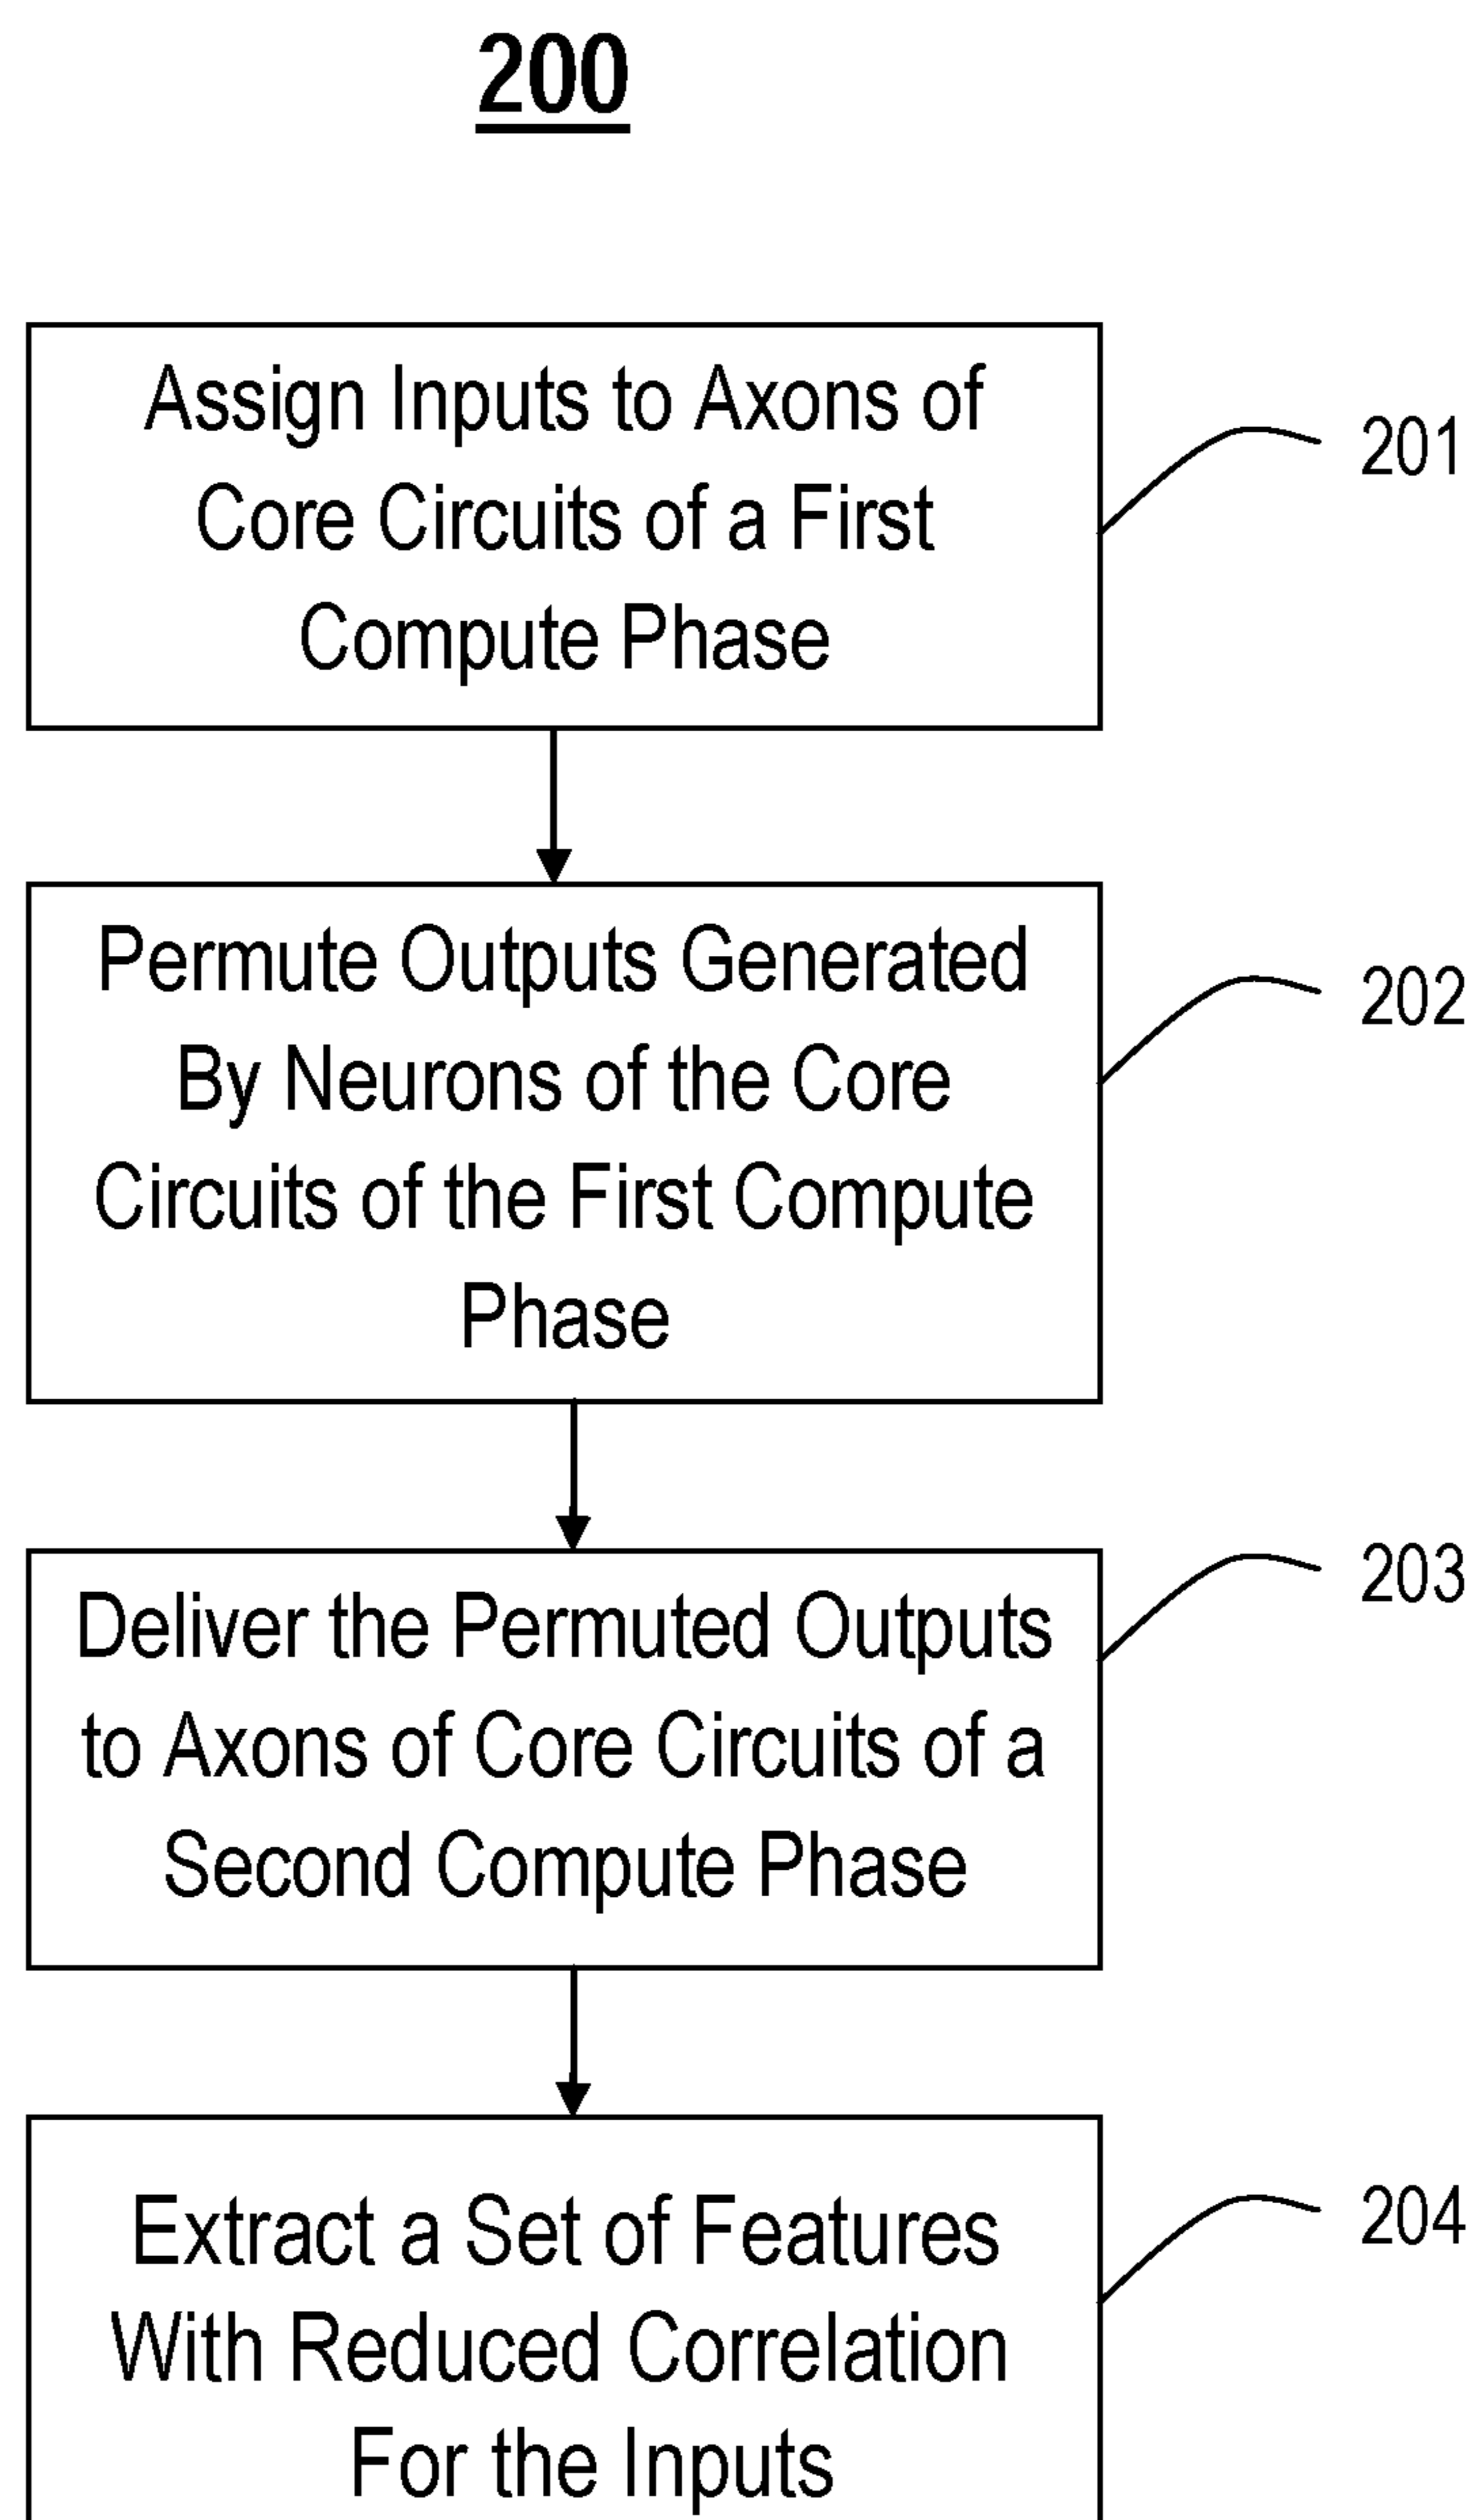 200
Assign Inputs to Axons of
Core Circuits of a First
Compute Phase
201
Permute Outputs Generated
By Neurons of the Core
Circuits of the First Compute
Phase
202
Deliver the Permuted Outputs
to Axons of Core Circuits of a
Second Compute Phase
203
Extract a Set of Features
With Reduced Correlation
For the Inputs
204